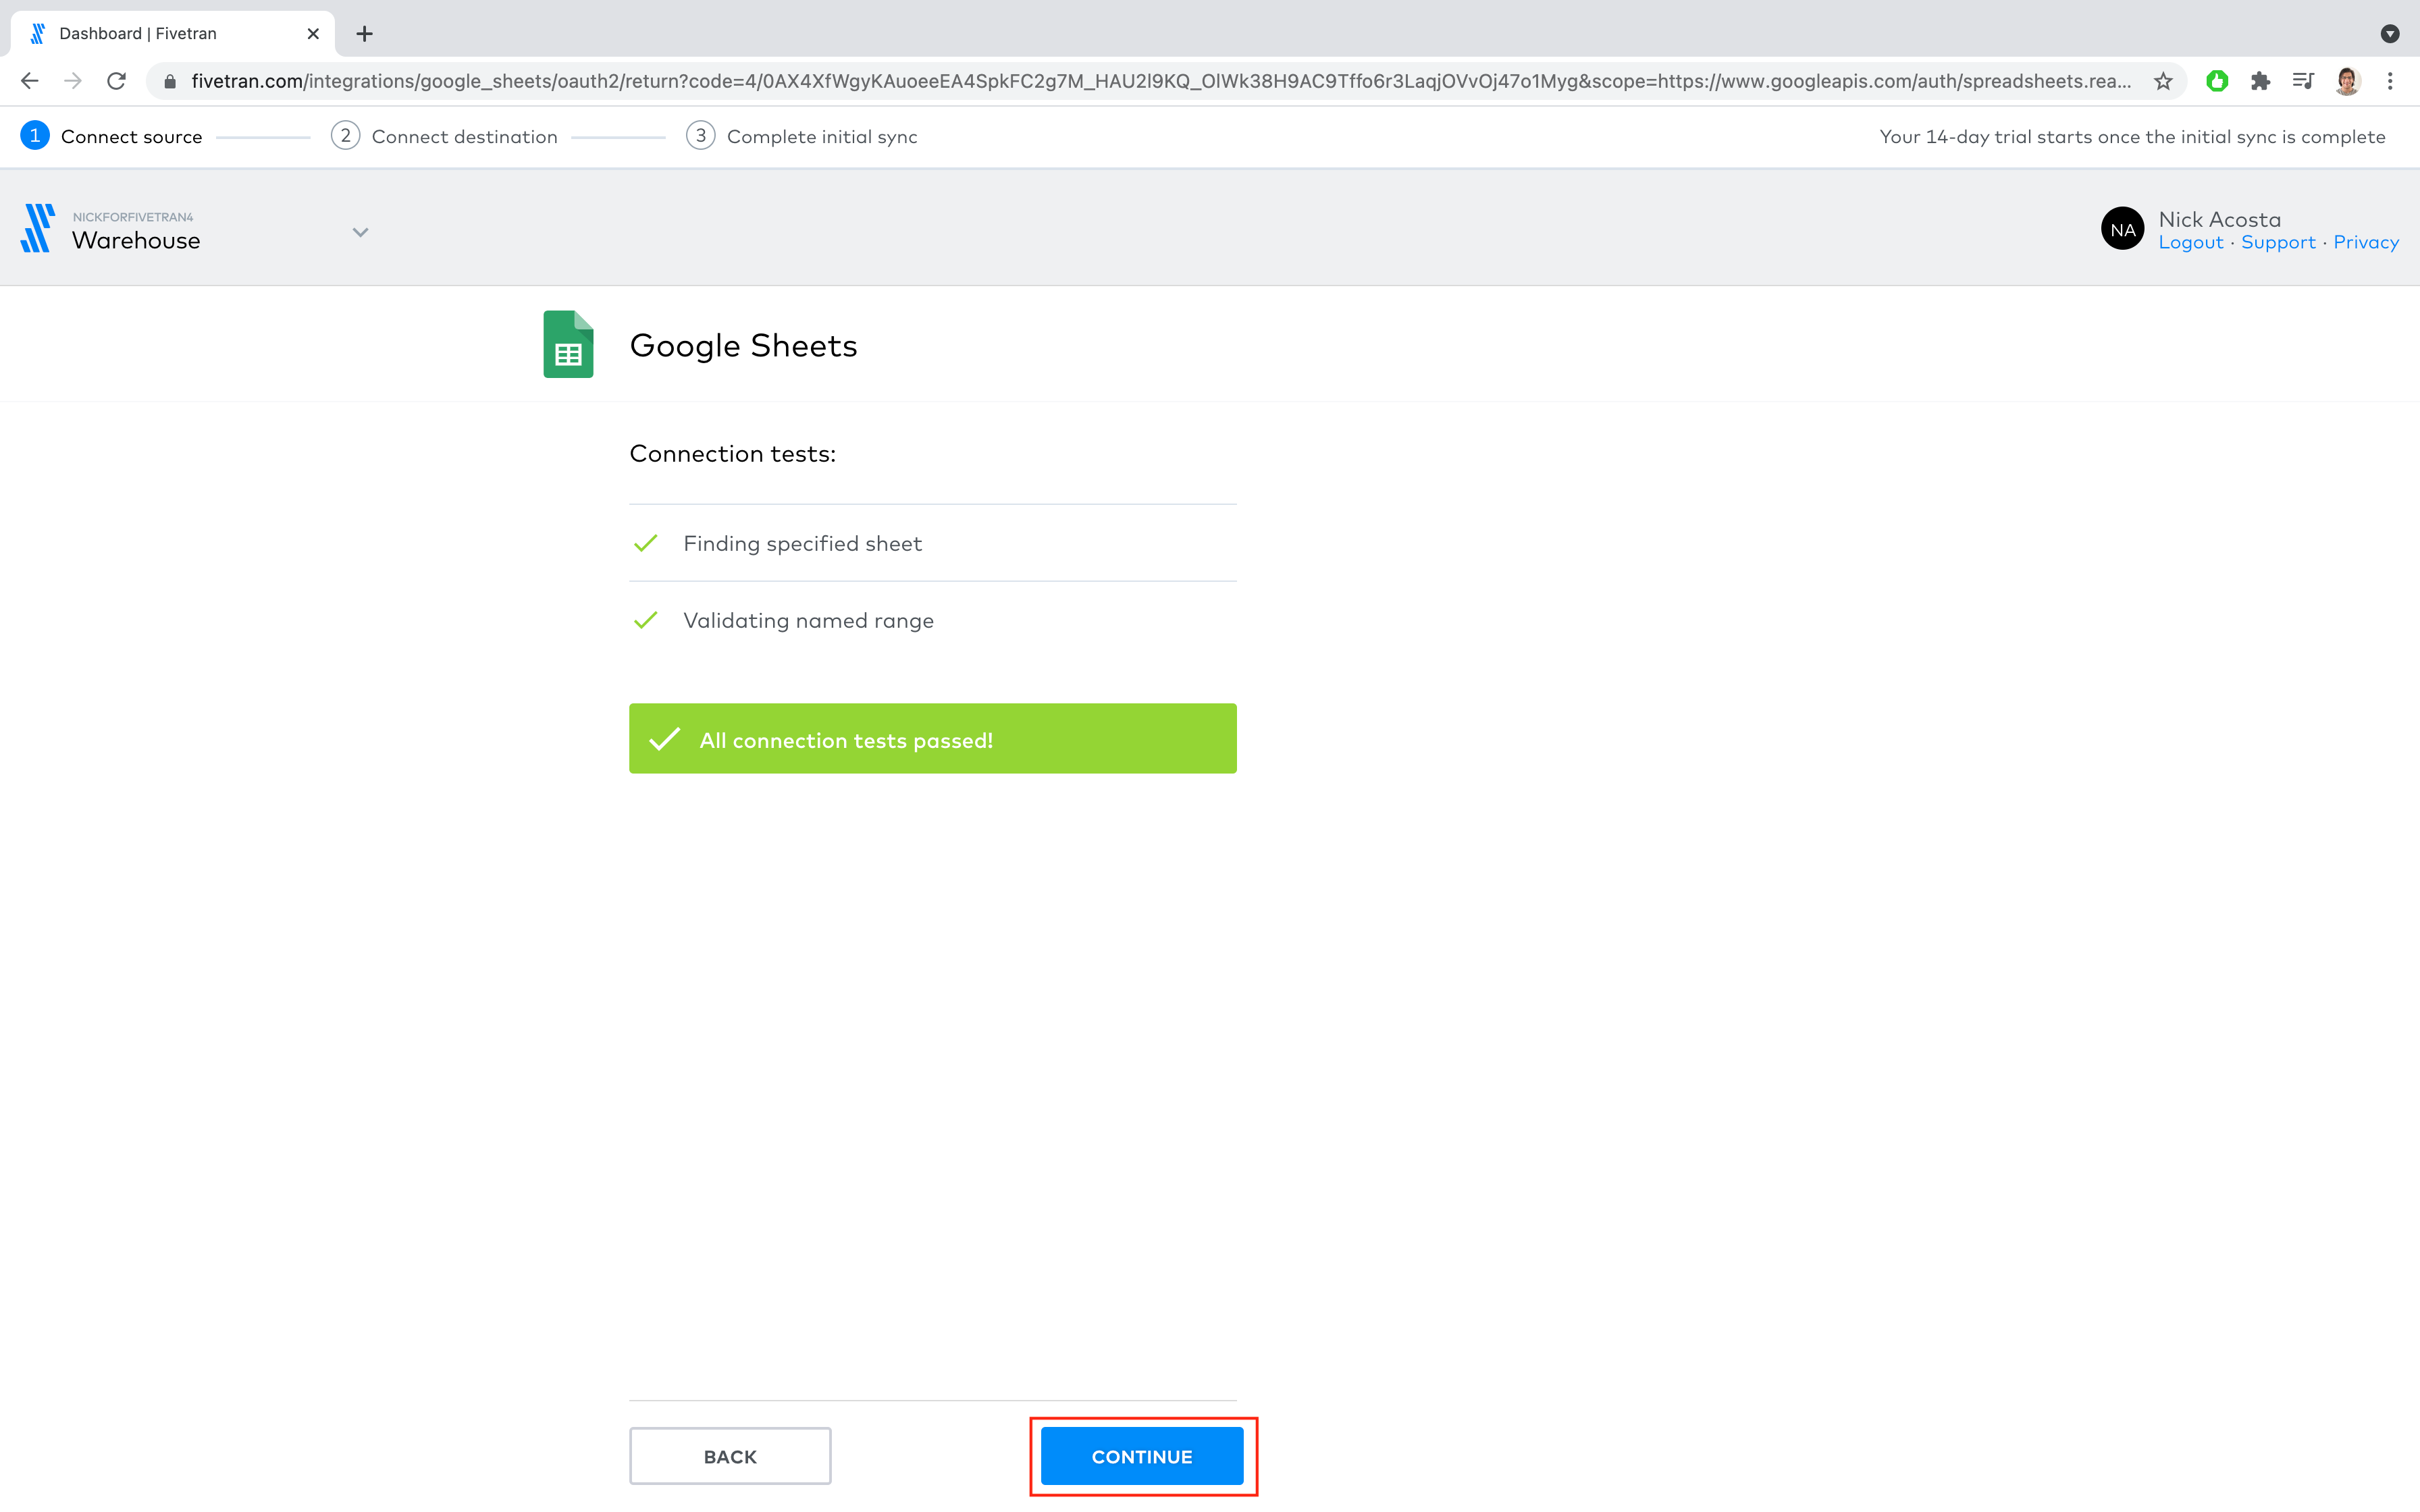 Dashboard | Fivetran
fivetran.com/integrations/google_sheets/oauth2/return?code=4/0AX4XfWgyKAuoeeEA4SpkFC2g7M_HAU2l9KQ_OlWk38H9AC9Tffo6r3LaqjOVvOj47o1Myg&scope=https://www.googleapis.com/auth/spreadsheets.rea...
1 Connect source 2 Connect destination 3 Complete initial sync Your 14-day trial starts once the initial sync is complete
NICKFORFIVETRAN4
Warehouse
NA
Nick Acosta
Logout · Support · Privacy
Google Sheets
Connection tests:
Finding specified sheet
Validating named range
All connection tests passed!
BACK CONTINUE